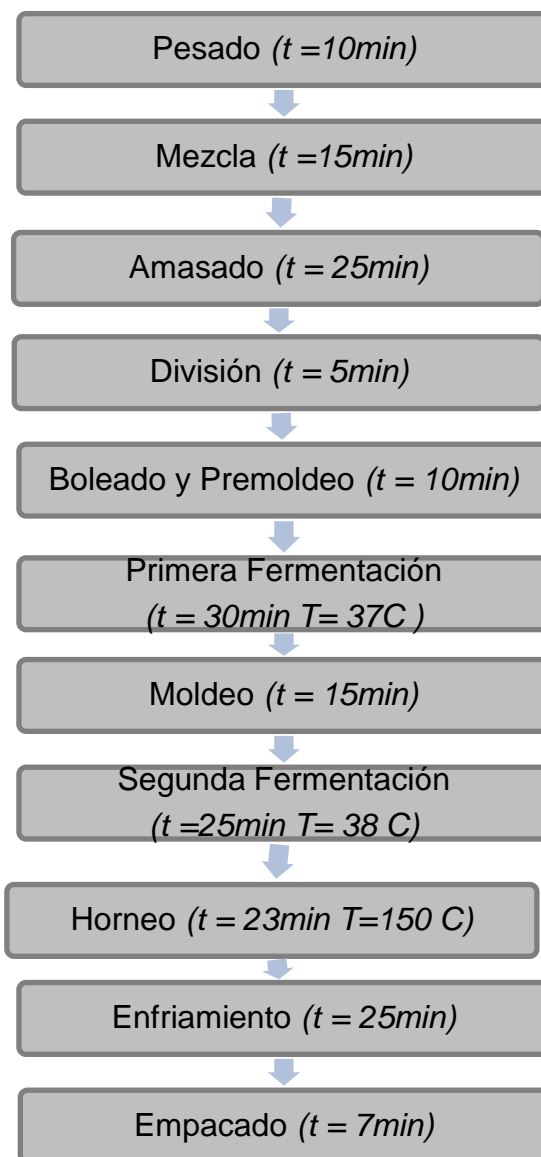 Pesado (t =10min)
Mezcla (t =15min)
Amasado (t = 25min)
División (t = 5min)
Boleado y Premoldeo (t = 10min)
Primera Fermentación
(t = 30min T= 37C )
Moldeo (t = 15min)
Segunda Fermentación
(t =25min T= 38 C)
Horneo (t = 23min T=150 C)
Enfriamiento (t = 25min)
Empacado (t = 7min)